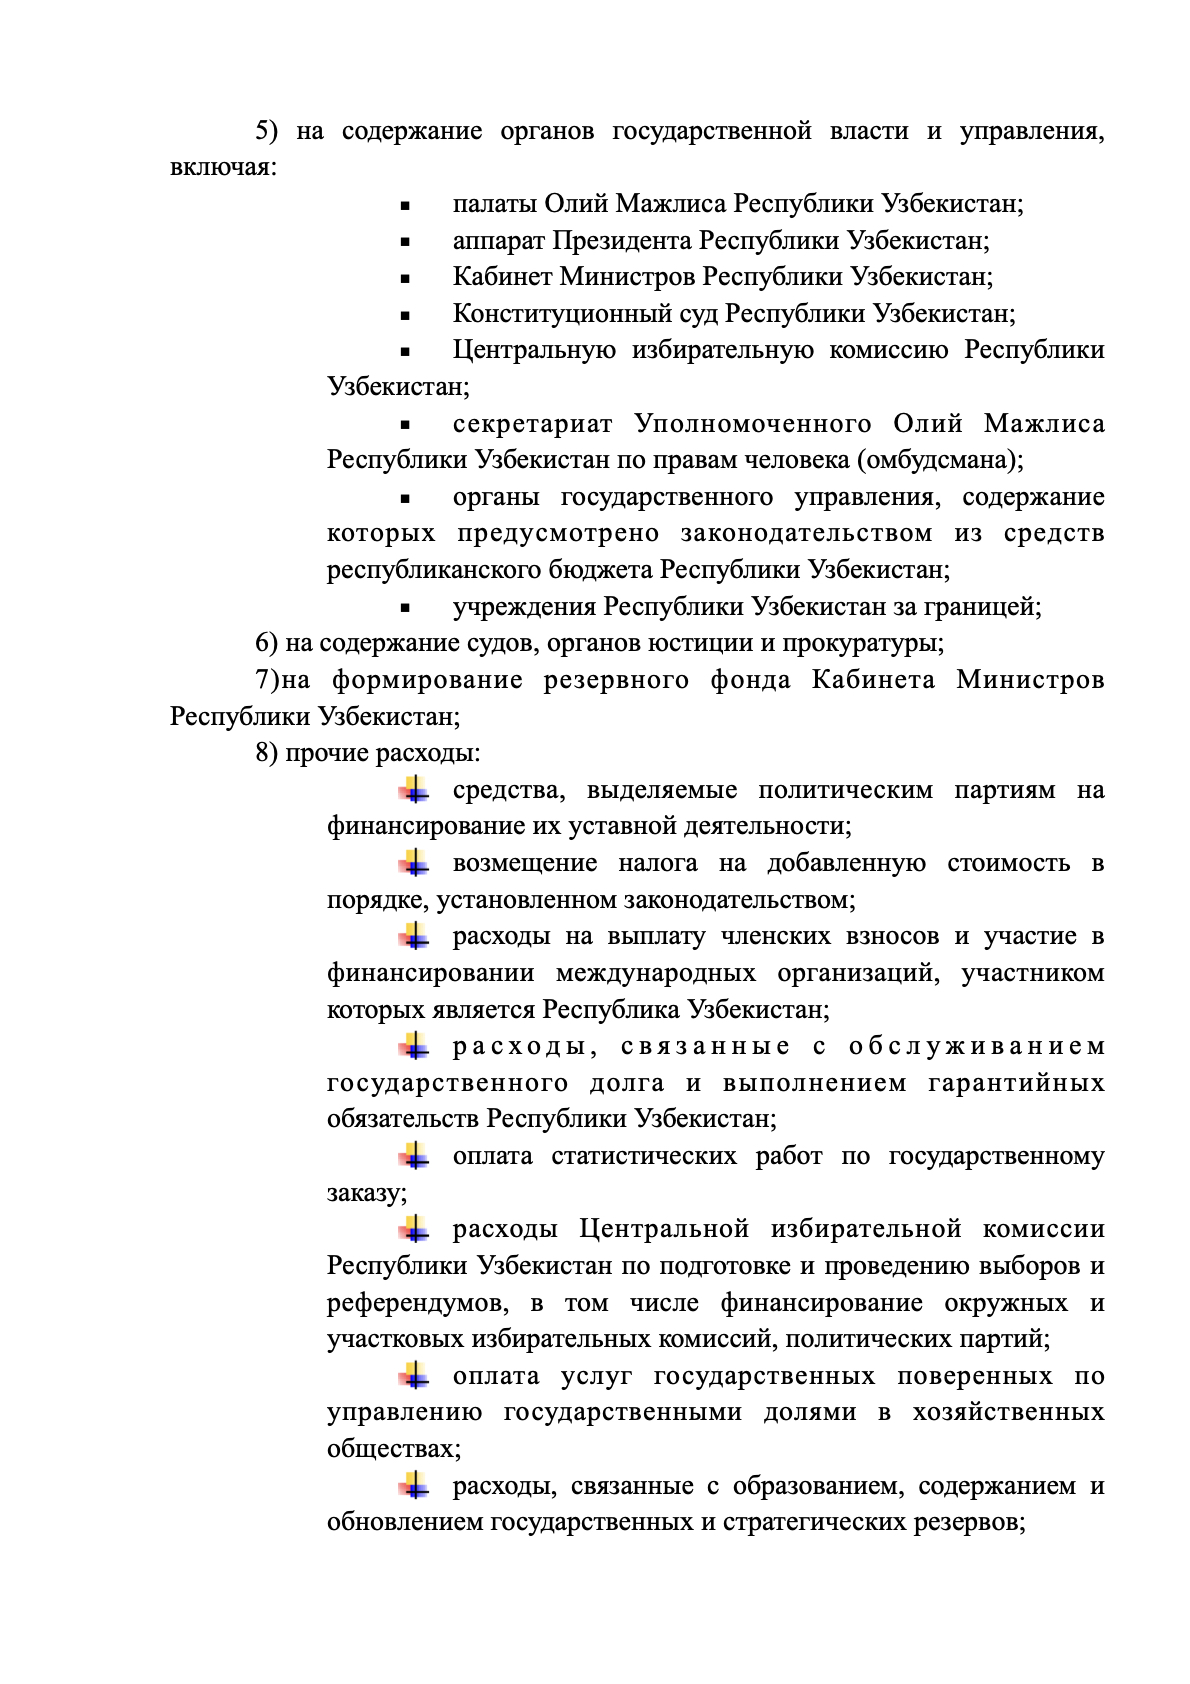 5) на содержание органов государственной власти и управления,
включая:
▪ палаты Олий Мажлиса Республики Узбекистан;
▪ аппарат Президента Республики Узбекистан;
▪ Кабинет Министров Республики Узбекистан;
▪ Конституционный суд Республики Узбекистан;
▪ Центральную избирательную комиссию Республики
Узбекистан;
▪ секретариат Уполномоченного Олий Мажлиса
Республики Узбекистан по правам человека (омбудсмана);
▪ органы государственного управления, содержание
которых предусмотрено законодательством из средств
республиканского бюджета Республики Узбекистан;
▪ учреждения Республики Узбекистан за границей;
6) на содержание судов, органов юстиции и прокуратуры;
7)на формирование резервного фонда Кабинета Министров
Республики Узбекистан;
8) прочие расходы:
средства, выделяемые политическим партиям на
финансирование их уставной деятельности;
возмещение налога на добавленную стоимость в
порядке, установленном законодательством;
расходы на выплату членских взносов и участие в
финансировании международных организаций, участником
которых является Республика Узбекистан;
расходы, связанные с обслуживанием
государственного долга и выполнением гарантийных
обязательств Республики Узбекистан;
оплата статистических работ по государственному
заказу;
расходы Центральной избирательной комиссии
Республики Узбекистан по подготовке и проведению выборов и
референдумов, в том числе финансирование окружных и
участковых избирательных комиссий, политических партий;
оплата услуг государственных поверенных по
управлению государственными долями в хозяйственных
обществах;
расходы, связанные с образованием, содержанием и
обновлением государственных и стратегических резервов;